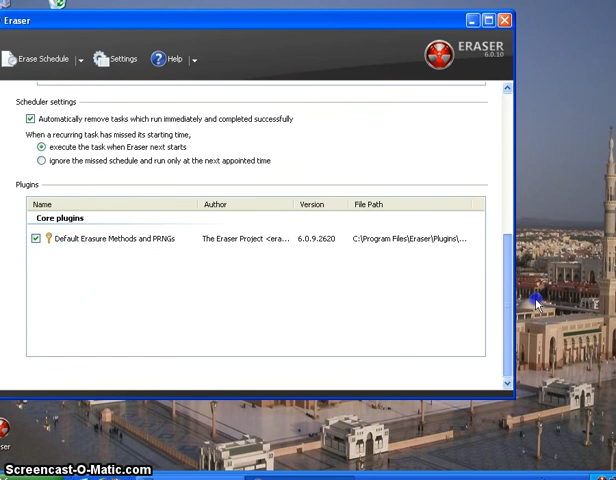 Eraser
Erase Schedule
Settings
Help
ERASER
6.0.10
Scheduler settings
Automatically remove tasks which run immediately and completed successfully
When a recurring task has missed its starting time,
execute the task when Eraser next starts
ignore the missed schedule and run only at the next appointed time
Plugins
Name Author Version File Path
Core plugins
Default Erasure Methods and PRNGs The Eraser Project <era... 6.0.9.2620 C:\Program Files\Eraser\Plugins\...
Screencast-O-Matic.com